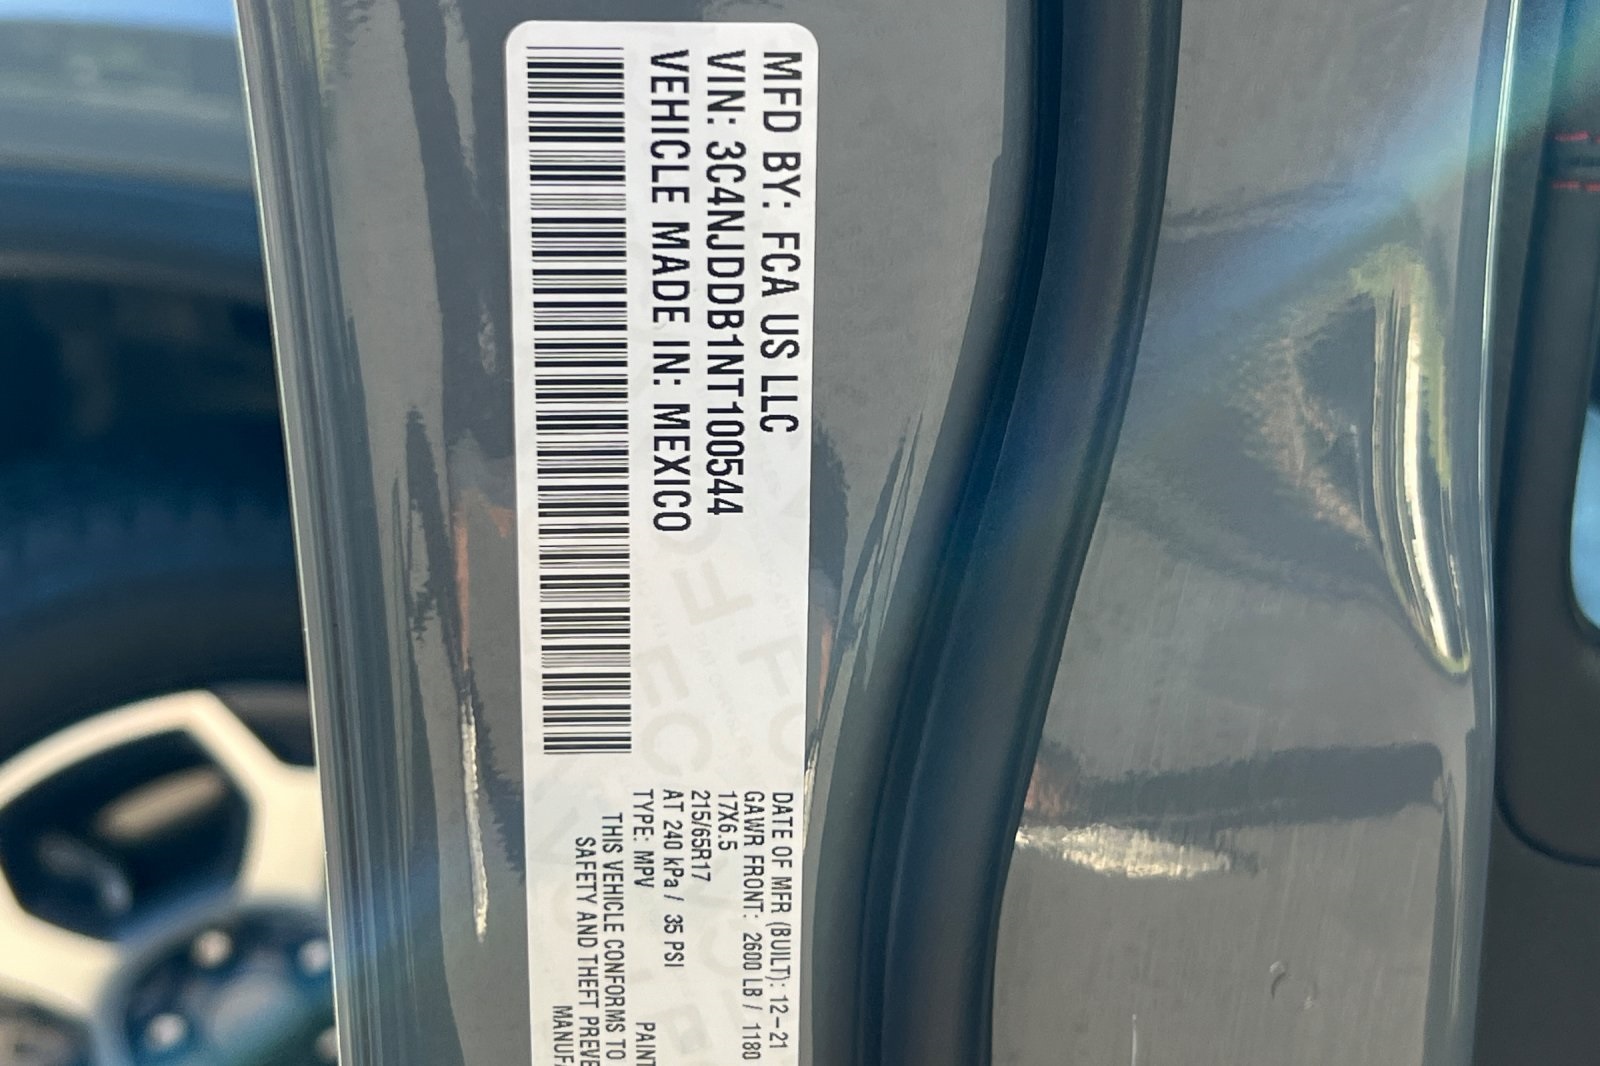 MFD BY: FCA US LLC
VIN: 3C4NJDDB1NT100544
VEHICLE MADE IN: MEXICO
DATE OF MFR (BUILT): 12-21
GAWR FRONT: 2600 LB / 1180
17X6.5
215/65R17
AT 240 kPa / 35 PSI
TYPE: MPV PAINT
THIS VEHICLE CONFORMS TO
SAFETY AND THEFT PREVE
MANUFA